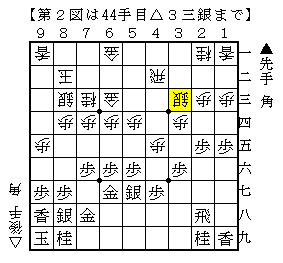 【第２図は44手目△３三銀まで】
9 8 7 6 5 4 3 2 1
香 金 桂 香 一
玉 飛 二
銀 桂 金 銀 歩 歩 三
歩 歩 歩 歩 歩 四
歩 歩 歩 歩 五
歩 歩 歩 歩 六
歩 歩 金 銀 歩 七
香 銀 金 飛 八
玉 桂 桂 香 九
▲先手 角
△後手 角